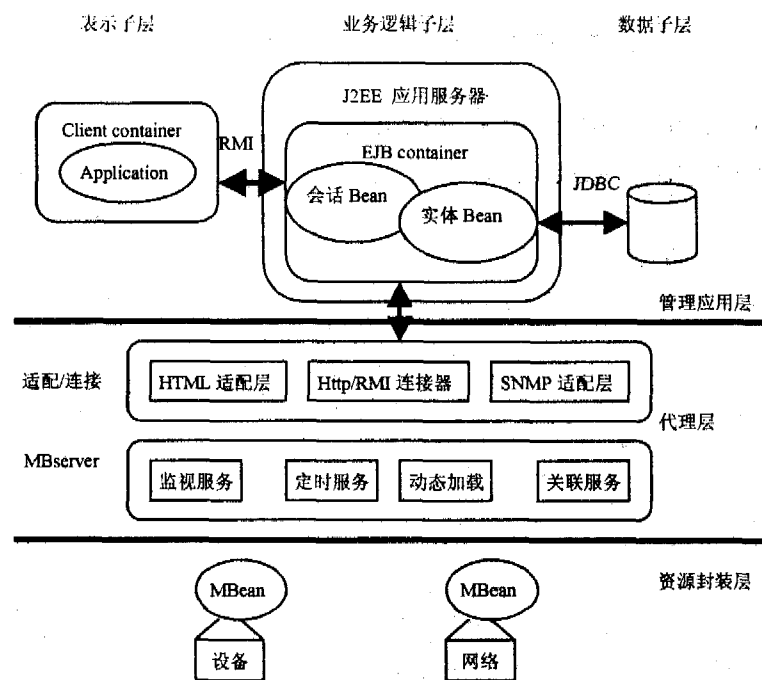 表示子层 业务逻辑子层 数据子层
J2EE 应用服务器
Client container
RMI
EJB container
Application
会话 Bean
实体 Bean
JDBC
管理应用层
适配/连接
HTML 适配层
Http/RMI 连接器
SNMP 适配层
代理层
MBserver
监视服务
定时服务
动态加载
关联服务
资源封装层
MBean
MBean
设备
网络